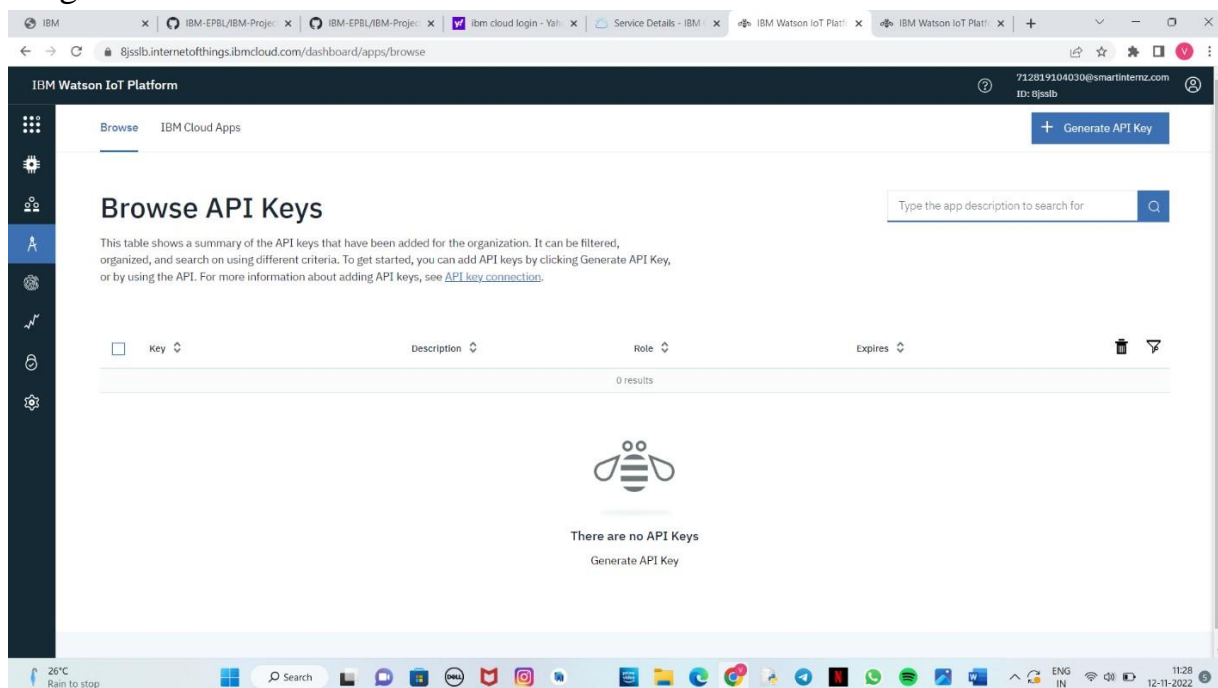 IBM
IBM-EPBL/IBM-Projec
IBM-EPBL/IBM-Projec
ibm cloud login - Yah
Service Details - IBM
IBM Watson IoT Platf
IBM Watson IoT Platf
8jsslb.internetofthings.ibmcloud.com/dashboard/apps/browse
V
IBM Watson IoT Platform
712819104030@smartinternz.com
ID: 8jsslb
Browse IBM Cloud Apps
+ Generate API Key
Browse API Keys
Type the app description to search for
This table shows a summary of the API keys that have been added for the organization. It can be filtered,
organized, and search on using different criteria. To get started, you can add API keys by clicking Generate API Key,
or by using the API. For more information about adding API keys, see API key connection.
Key Description Role Expires
0 results
There are no API Keys
Generate API Key
26°C
Rain to stop
Search
DELL
N
W
ENG
IN
11:28
12-11-2022
5